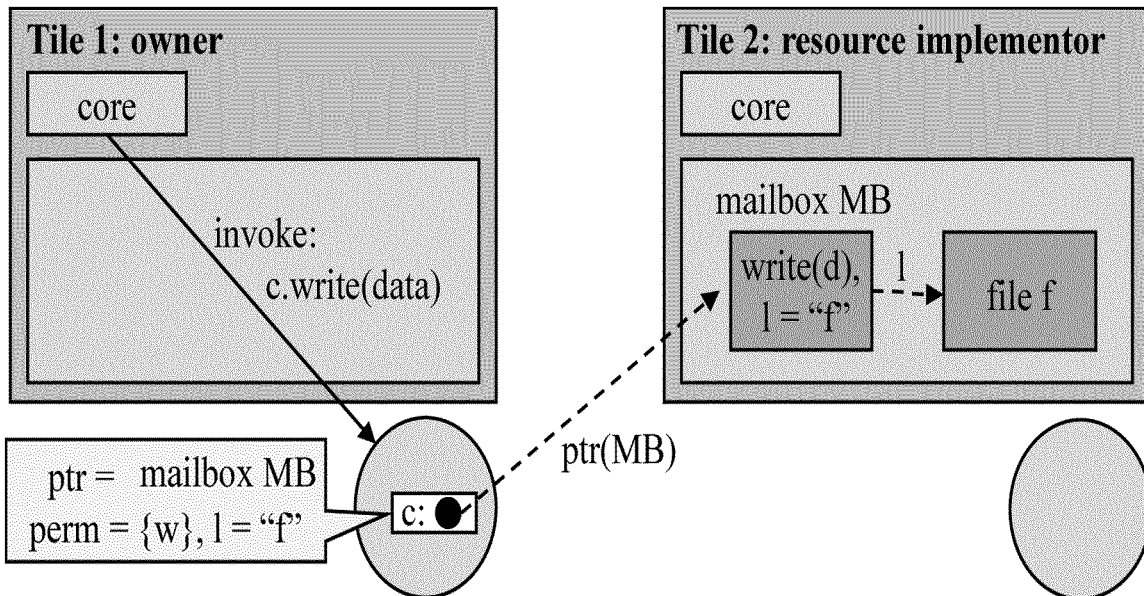 Tile 1: owner
core
invoke:
c.write(data)
Tile 2: resource implementor
core
mailbox MB
write(d),
l = “f”
l
file f
ptr(MB)
ptr = mailbox MB
perm = {w}, l = “f”
c: